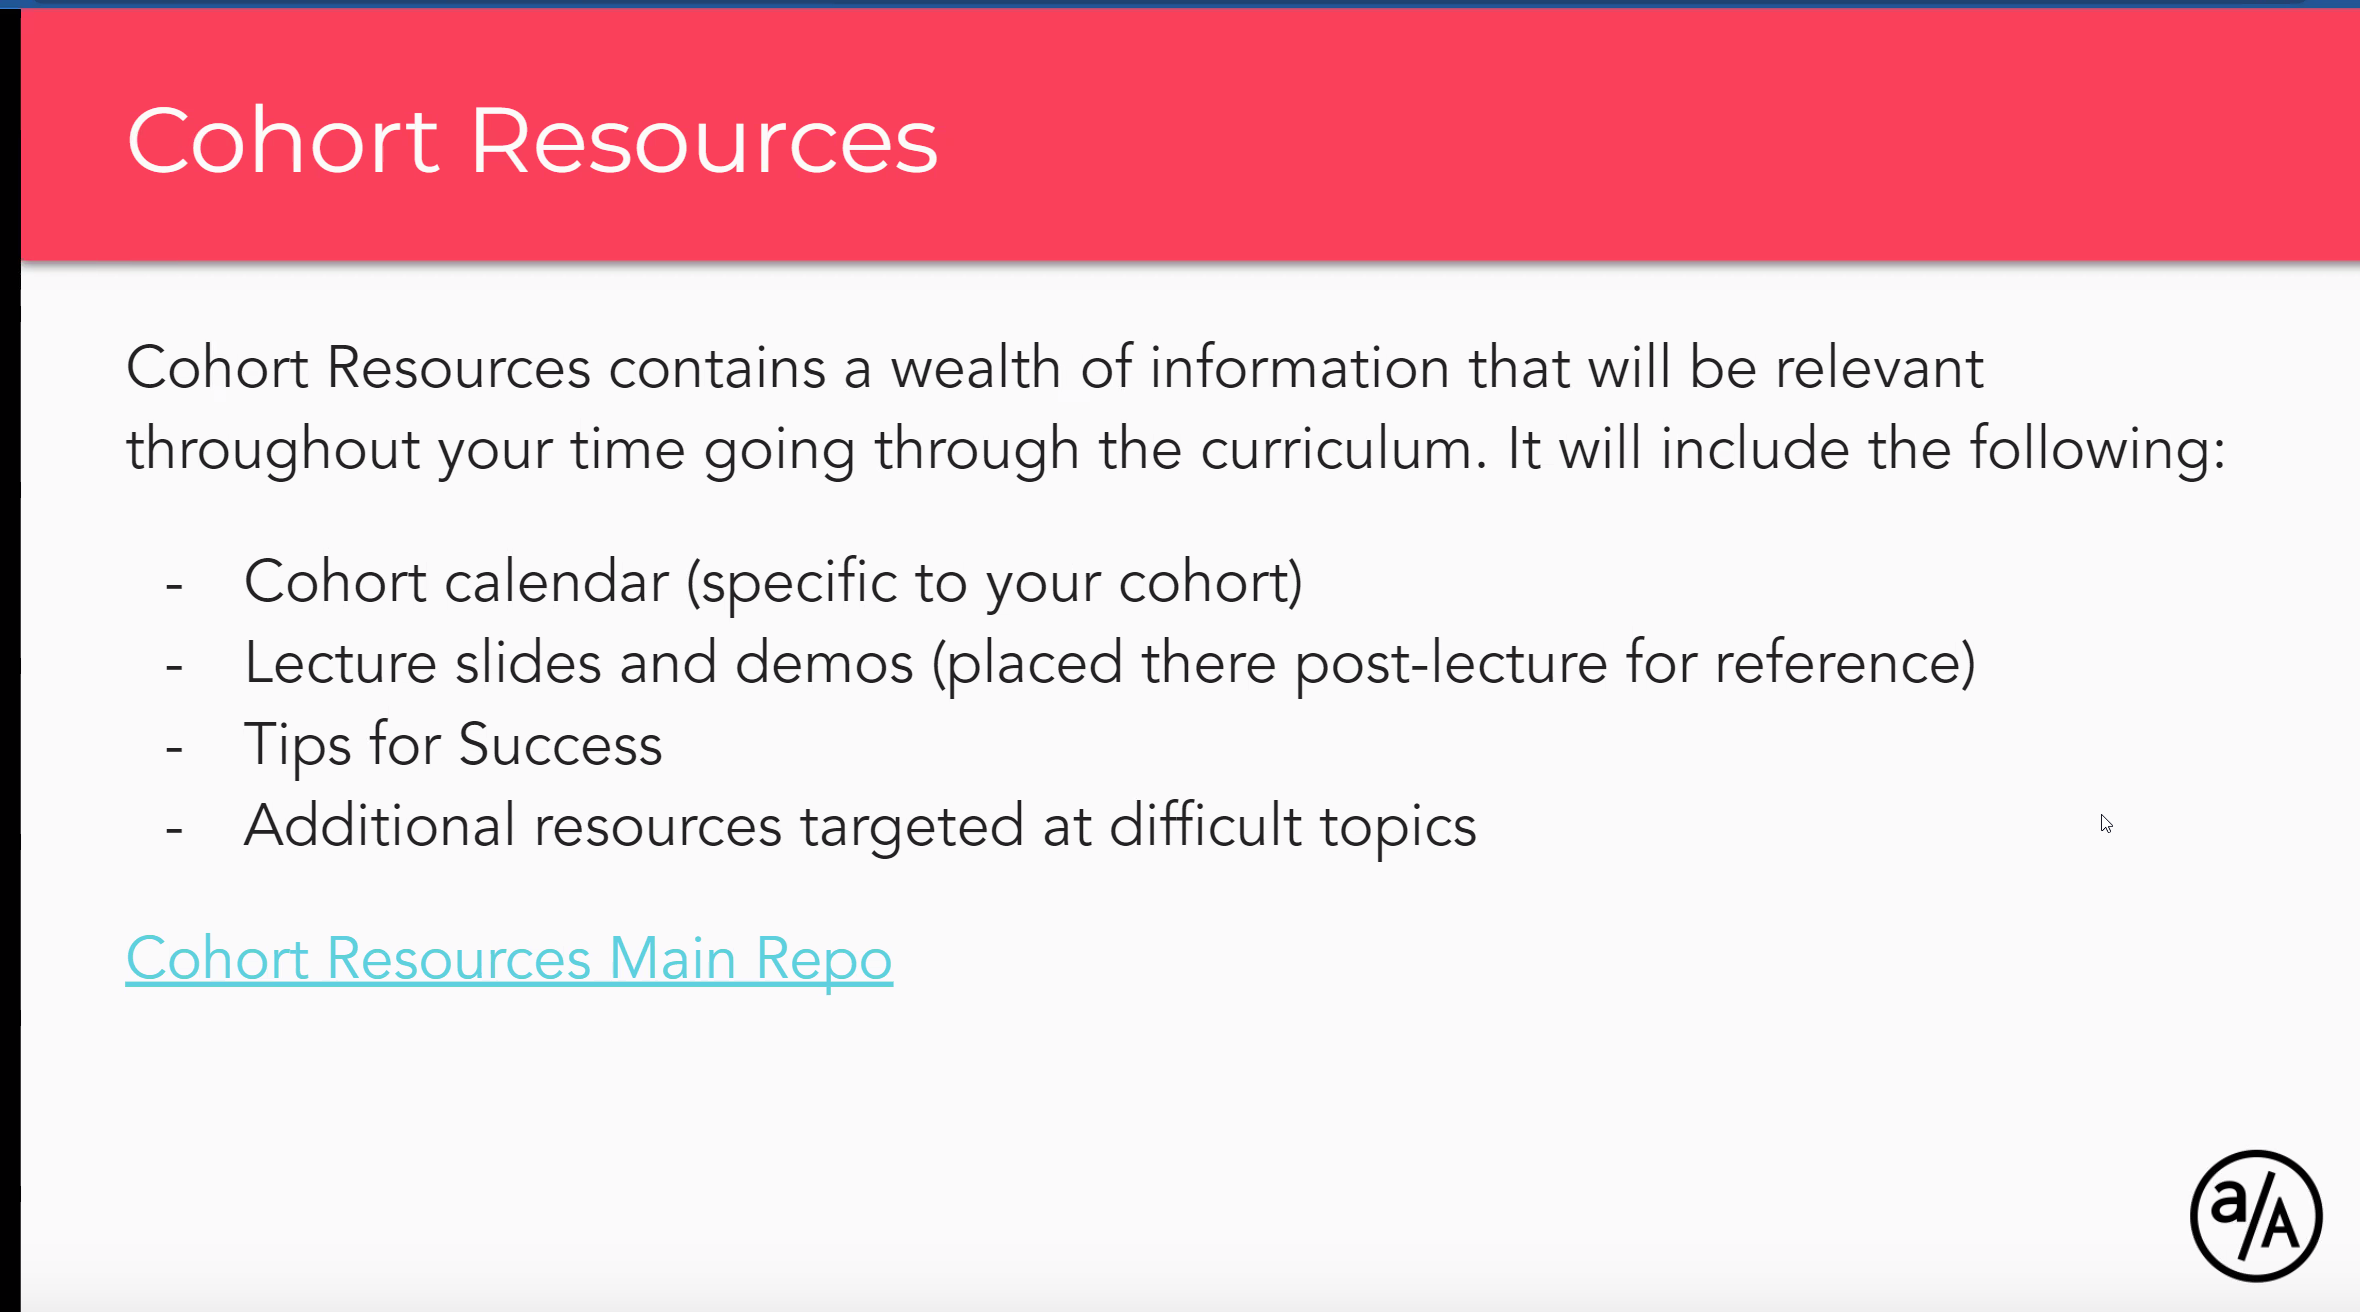 Cohort Resources
Cohort Resources contains a wealth of information that will be relevant
throughout your time going through the curriculum. It will include the following:
- Cohort calendar (specific to your cohort)
- Lecture slides and demos (placed there post-lecture for reference)
- Tips for Success
- Additional resources targeted at difficult topics
Cohort Resources Main Repo
a/A